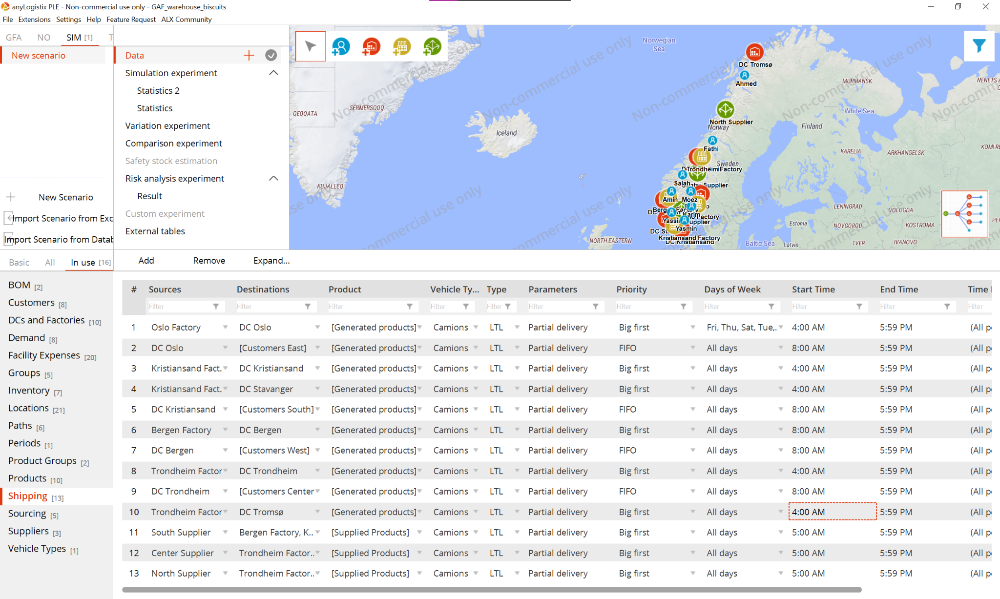 anyLogistix PLE - Non-commercial use only - GAF_warehouse_biscuits
File Extensions Settings Help Feature Request ALX Community
GFA NO SIM [1] T
New scenario
New Scenario
Import Scenario from Exc
Import Scenario from Datab
Data
Simulation experiment
Statistics 2
Statistics
Variation experiment
Comparison experiment
Safety stock estimation
Risk analysis experiment
Result
Custom experiment
External tables
Norwegian
Sea
DC Tromsø
Ahmed
MURMANSK
NENETS A
SERMERSOOQ
QEQQATA
White Sea
North Supplier
Norway
Finland
Iceland
Fathi
KARELIA
ARKHANGELSK
KOMI RE
Sweden
Trondheim Factory
Salah
Supplier
KUJALLEQ
Amin Moez
Berg Factory
Karim
Yassi
Yasmin
DC St
Kristiansand Factory
DC Kristiansand
LENINGRAD
VOLOGDA
Estonia
NOVGOROD
KOSTROMA
NORTH EASTERN
Baltic Sea
Latvia
TVER
IVANOVO
Non-commercial use only
Basic All In use [16]
Add Remove Expand...
BOM [2]
Customers [8]
DCs and Factories [10]
Demand [8]
Facility Expenses [20]
Groups [5]
Inventory [7]
Locations [21]
Paths [6]
Periods [1]
Product Groups [2]
Products [10]
Shipping [13]
Sourcing [5]
Suppliers [3]
Vehicle Types [1]
# Sources Destinations Product Vehicle Ty... Type Parameters Priority Days of Week Start Time End Time Time
Filter Filter Filter Filter Filter Filter Filter Filter Filter Filter Filter
1 Oslo Factory DC Oslo [Generated products] Camions LTL Partial delivery Big first Fri, Thu, Sat, Tue,. 4:00 AM 5:59 PM (All p
2 DC Oslo [Customers East] [Generated products] Camions LTL Partial delivery FIFO All days 8:00 AM 5:59 PM (All p
3 Kristiansand Fact. DC Kristiansand [Generated products] Camions LTL Partial delivery Big first All days 4:00 AM 5:59 PM (All p
4 Kristiansand Fact. DC Stavanger [Generated products] Camions LTL Partial delivery Big first All days 4:00 AM 5:59 PM (All p
5 DC Kristiansand [Customers South] [Generated products] Camions LTL Partial delivery FIFO All days 8:00 AM 5:59 PM (All p
6 Bergen Factory DC Bergen [Generated products] Camions LTL Partial delivery Big first All days 8:00 AM 5:59 PM (All p
7 DC Bergen [Customers West] [Generated products] Camions LTL Partial delivery FIFO All days 8:00 AM 5:59 PM (All p
8 Trondheim Factor DC Trondheim [Generated products] Camions LTL Partial delivery Big first All days 4:00 AM 5:59 PM (All p
9 DC Trondheim [Customers Center [Generated products] Camions LTL Partial delivery FIFO All days 8:00 AM 5:59 PM (All p
10 Trondheim Factor DC Tromsø [Generated products] Camions LTL Partial delivery Big first All days 4:00 AM 5:59 PM (All p
11 South Supplier Bergen Factory, K.. [Supplied Products] Camions LTL Partial delivery Big first All days 5:00 AM 5:59 PM (All p
12 Center Supplier Trondheim Factor.. [Supplied Products] Camions LTL Partial delivery Big first All days 5:00 AM 5:59 PM (All p
13 North Supplier Trondheim Factor.. [Supplied Products] Camions LTL Partial delivery Big first All days 5:00 AM 5:59 PM (All p